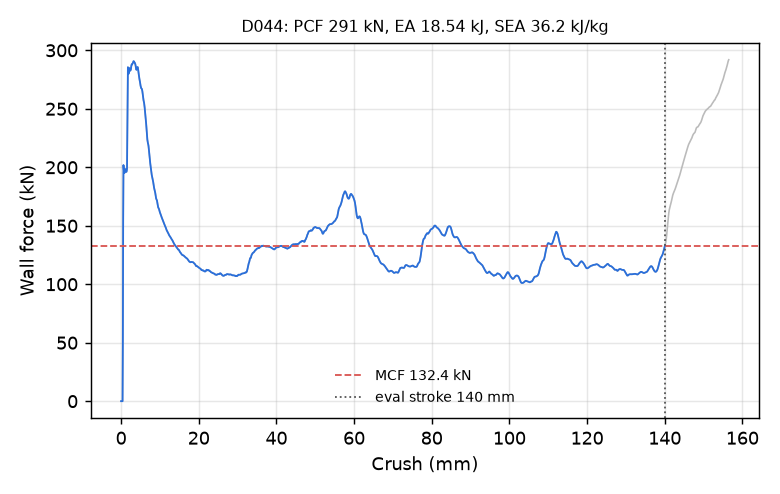 D044: PCF 291 kN, EA 18.54 kJ, SEA 36.2 kJ/kg
300
250
200
150
100
50
0
Wall force (kN)
MCF 132.4 kN
eval stroke 140 mm
0 20 40 60 80 100 120 140 160
Crush (mm)